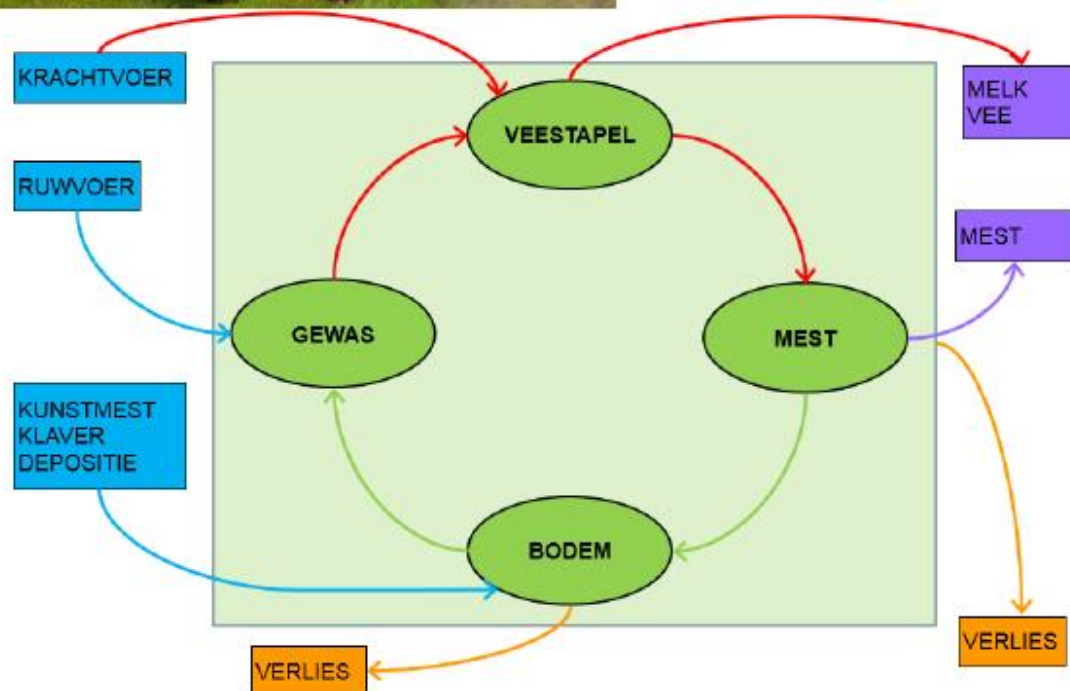 KRACHTVOER
VEESTAPEL
MELK
VEE
RUWVOER
MEST
GEWAS
MEST
KUNSTMEST
KLAVER
DEPOSITIE
BODEM
VERLIES
VERLIES